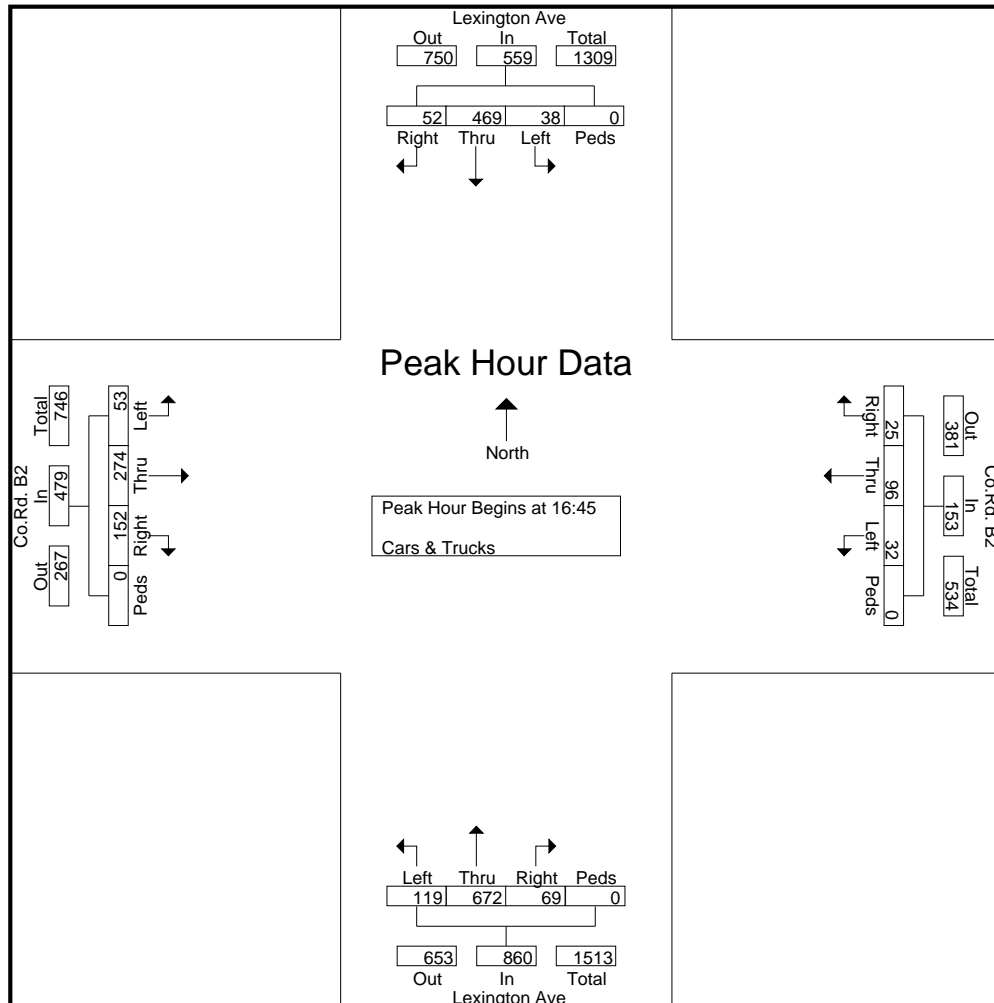 Lexington Ave
Out In Total
750 559 1309
52 469 38 0
Right Thru Left Peds
Peak Hour Data
North
Peak Hour Begins at 16:45
Cars & Trucks
Co.Rd. B2
Out In Total
267 479 746
53 274 152 0
Left Thru Right Peds
Co.Rd. B2
Out In Total
381 153 534
25 96 32 0
Right Thru Left Peds
Left Thru Right Peds
119 672 69 0
653 860 1513
Out In Total
Lexington Ave